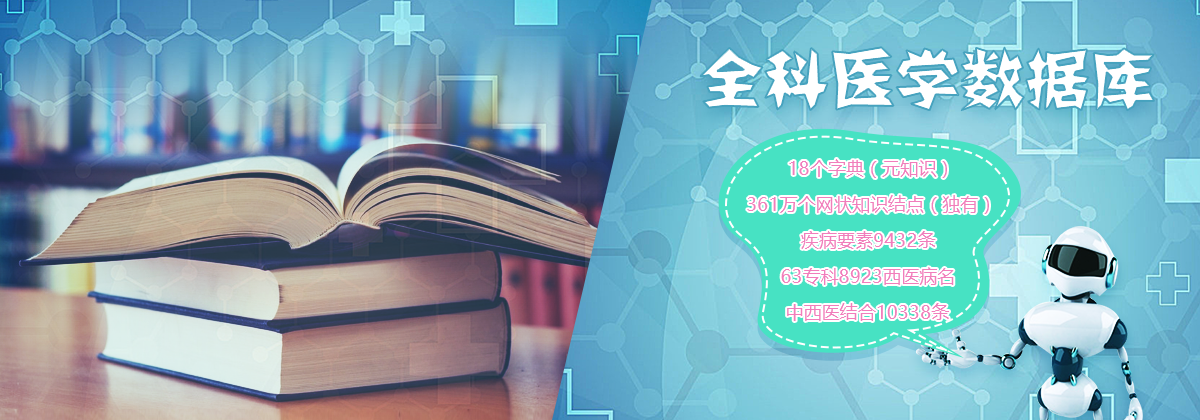 全科医学数据库
18个字典（元知识）
361万个网状知识结点（独有）
疾病要素9432条
63专科8923西医病名
中西医结合10338条